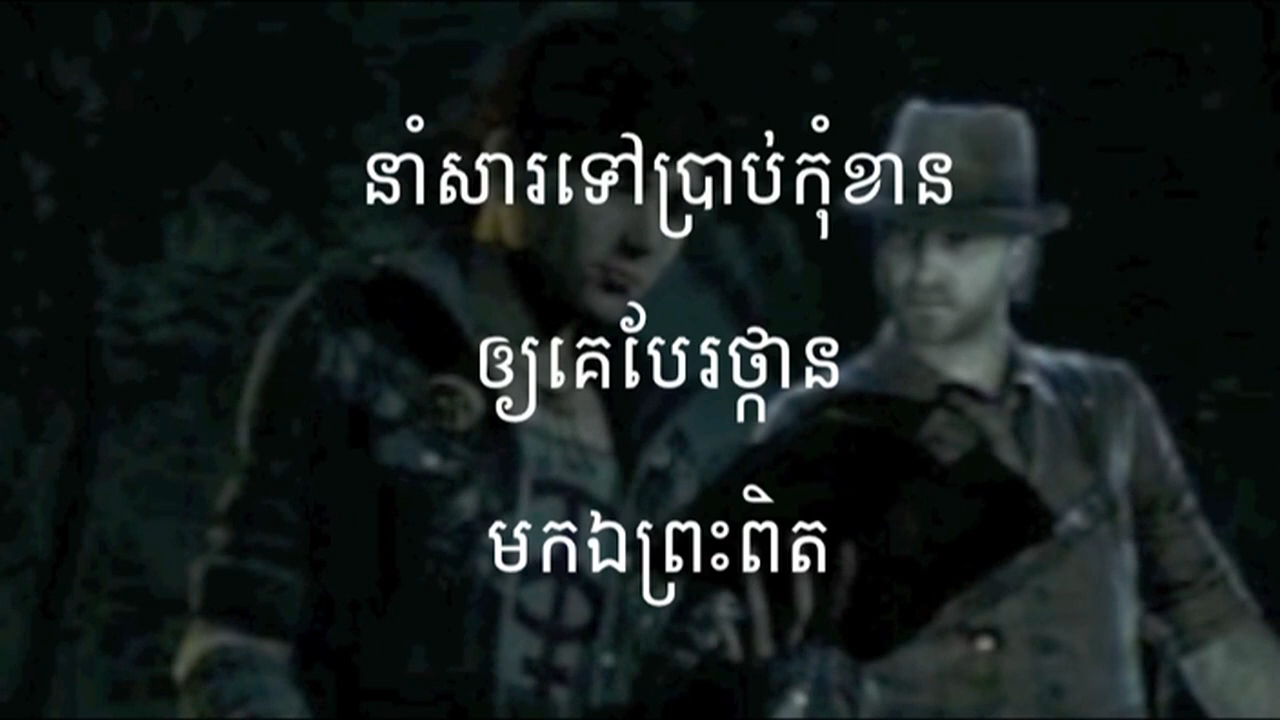 នាំសារទៅប្រាប់កុំខាន
ឲ្យគេបែរថ្កាន
មកឯព្រះពិត